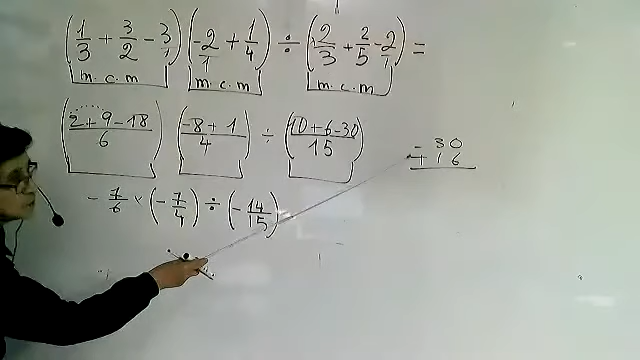 (1/3 + 3/2 - 3/1) (-2/1 + 1/4) ÷ (2/3 + 2/5 - 2/1) =
m.c.m m.c.m m.c.m
(2+9-18/6) (-8+1/4) ÷ (10+6-30/15)
- 30
+ 16
- 7/6 × (- 7/4) ÷ (- 14/15)